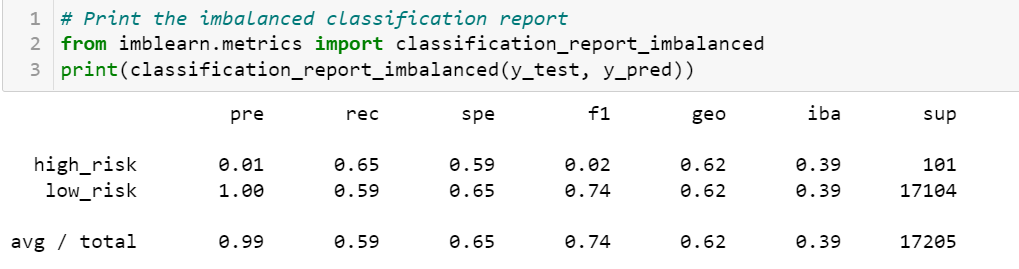 1 # Print the imbalanced classification report
2 from imblearn.metrics import classification_report_imbalanced
3 print(classification_report_imbalanced(y_test, y_pred))
pre rec spe f1 geo iba sup
high_risk 0.01 0.65 0.59 0.02 0.62 0.39 101
low_risk 1.00 0.59 0.65 0.74 0.62 0.39 17104
avg / total 0.99 0.59 0.65 0.74 0.62 0.39 17205